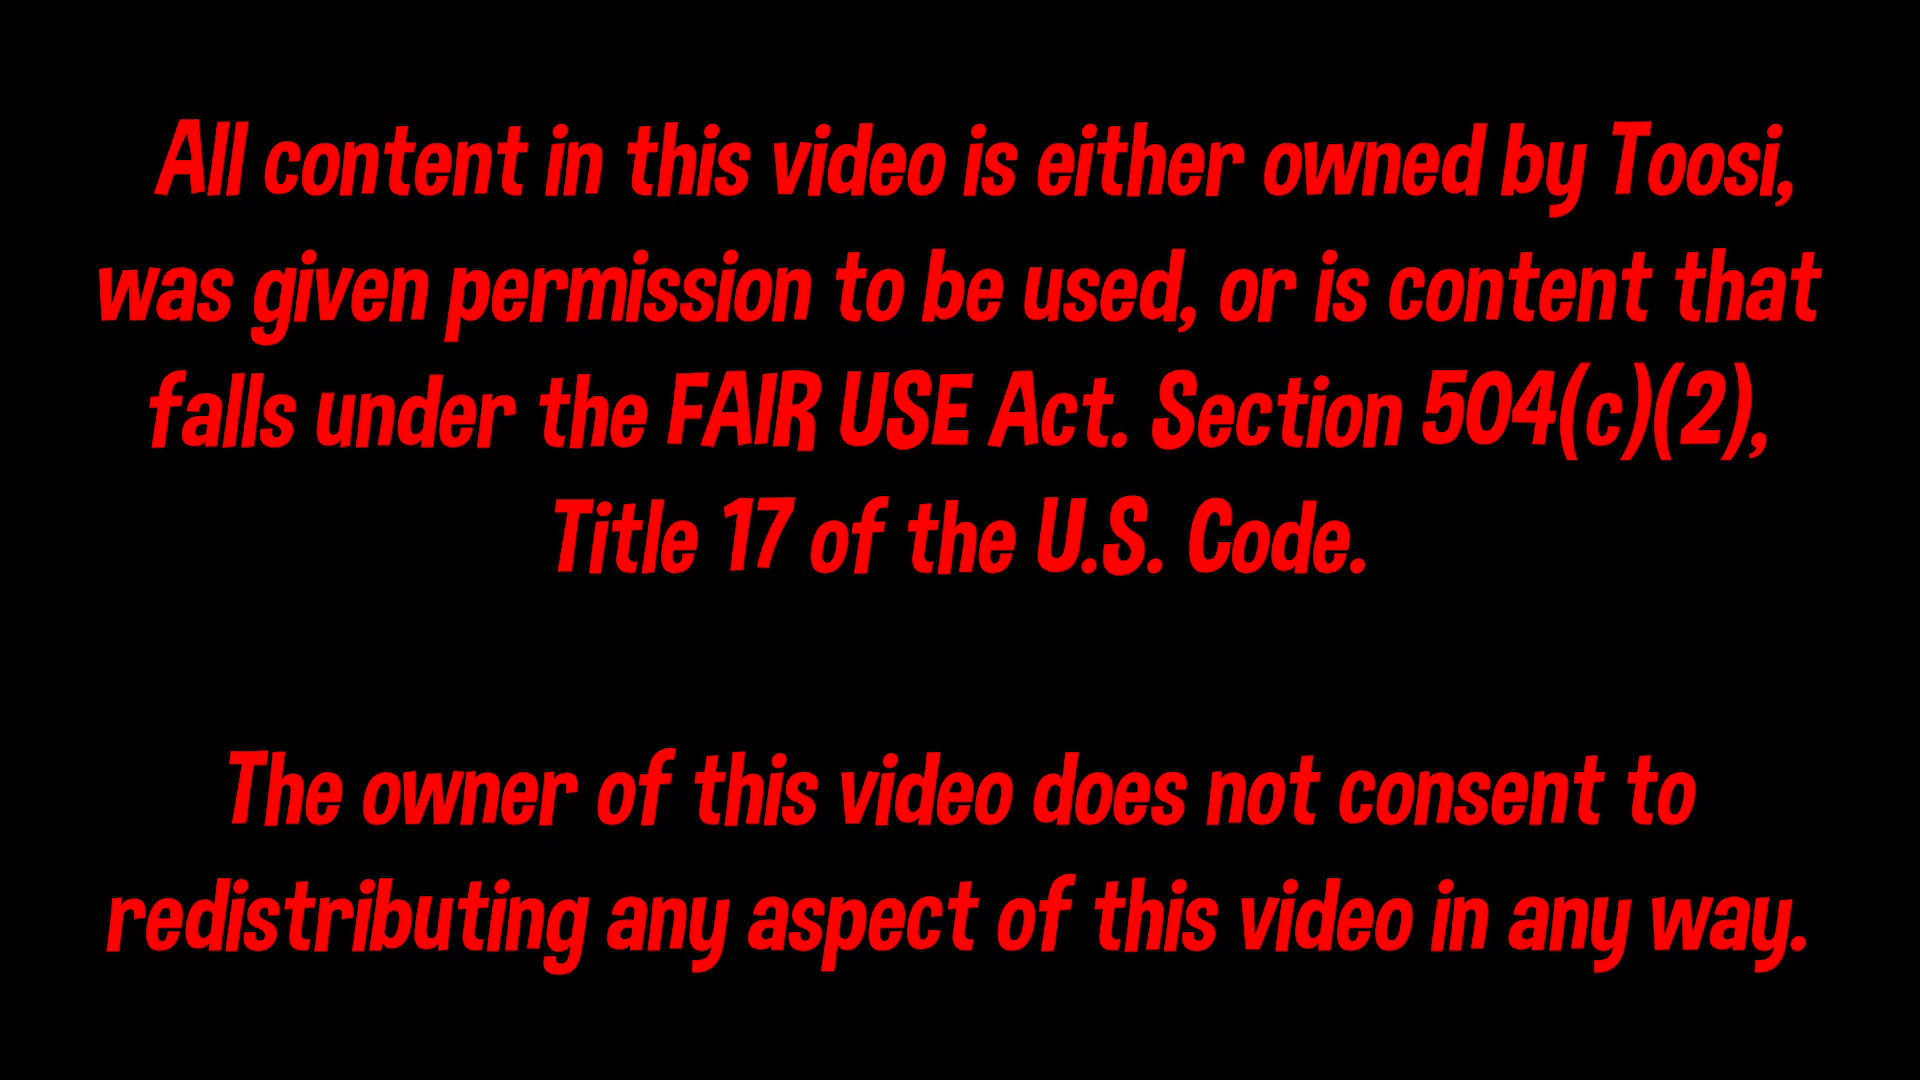 All content in this video is either owned by Toosi,
was given permission to be used, or is content that
falls under the FAIR USE Act. Section 504(c)(2),
Title 17 of the U.S. Code.
The owner of this video does not consent to
redistributing any aspect of this video in any way.